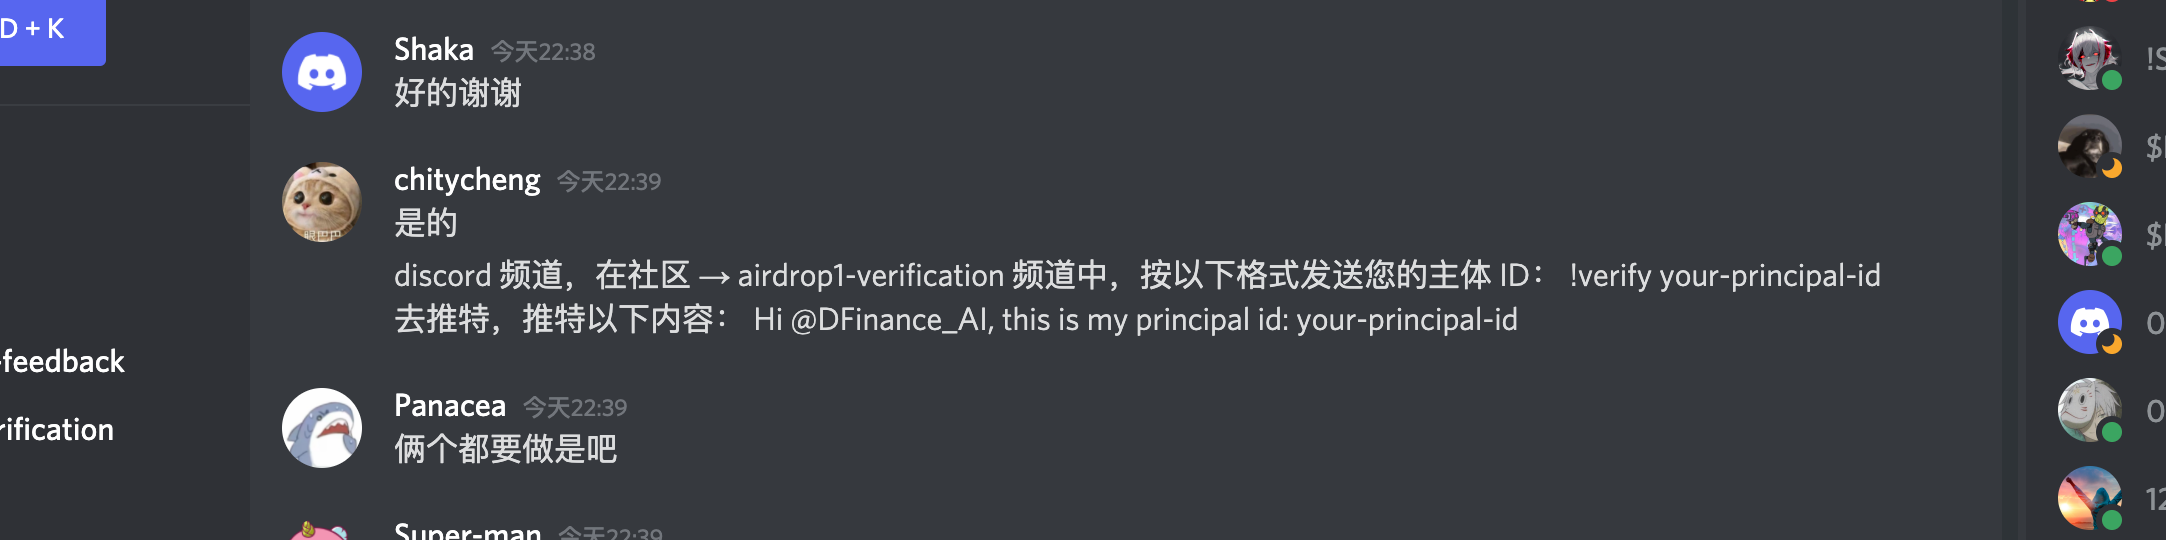 D + K
-feedback
rification
Shaka 今天22:38
好的谢谢
chitycheng 今天22:39
是的
discord 频道，在社区 → airdrop1-verification 频道中，按以下格式发送您的主体 ID： !verify your-principal-id
去推特，推特以下内容： Hi @DFinance_AI, this is my principal id: your-principal-id
Panacea 今天22:39
俩个都要做是吧
Super-man 今天22:39
眼巴巴
!S
$
$
0
0
12